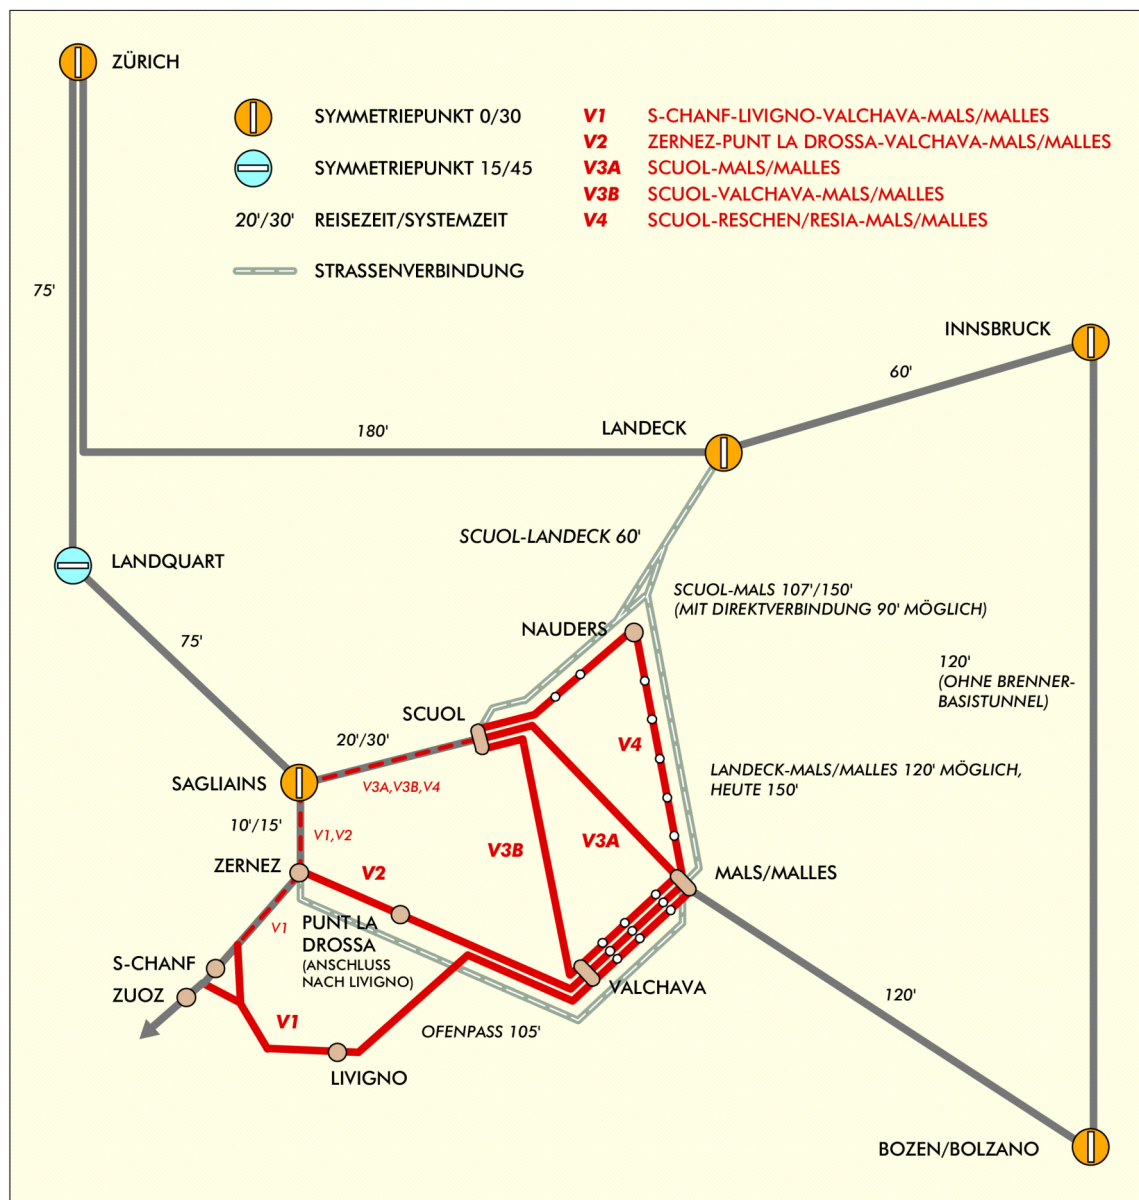 ZÜRICH
SYMMETRIEPUNKT 0/30
SYMMETRIEPUNKT 15/45
20'/30' REISEZEIT/SYSTEMZEIT
STRASSENVERBINDUNG
V1 S-CHANF-LIVIGNO-VALCHAVA-MALS/MALLES
V2 ZERNEZ-PUNT LA DROSSA-VALCHAVA-MALS/MALLES
V3A SCUOL-MALS/MALLES
V3B SCUOL-VALCHAVA-MALS/MALLES
V4 SCUOL-RESCHEN/RESIA-MALS/MALLES
75'
INNSBRUCK
60'
LANDECK
180'
SCUOL-LANDECK 60'
LANDQUART
SCUOL-MALS 107'/150'
(MIT DIREKTVERBINDUNG 90' MÖGLICH)
NAUDERS
75'
120'
(OHNE BRENNER-
BASISTUNNEL)
SCUOL
20'/30'
V4
SAGLIAINS
V3A,V3B,V4
LANDECK-MALS/MALLES 120' MÖGLICH,
HEUTE 150'
10'/15'
V1,V2
V3B
V3A
ZERNEZ
V2
MALS/MALLES
V1
PUNT LA
DROSSA
(ANSCHLUSS
NACH LIVIGNO)
S-CHANF
ZUOZ
VALCHAVA
120'
V1
OFENPASS 105'
LIVIGNO
BOZEN/BOLZANO